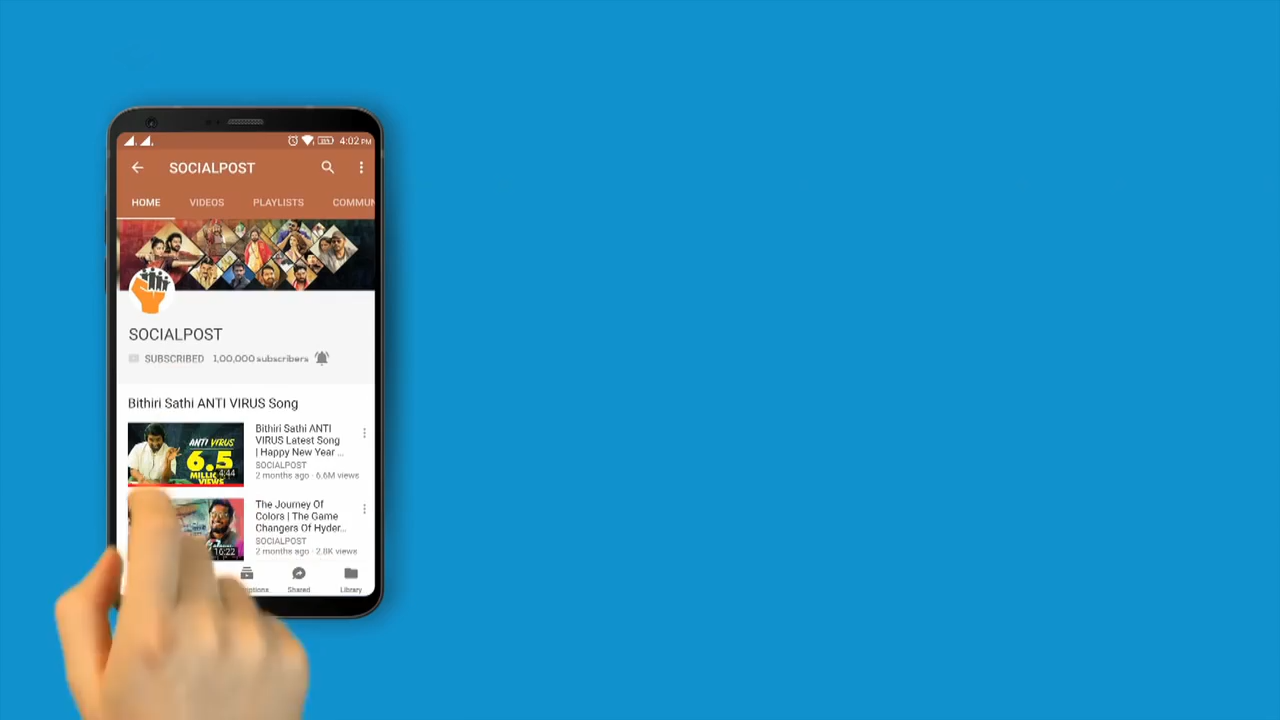 4:02 PM
SOCIALPOST
HOME VIDEOS PLAYLISTS COMMUN
SOCIALPOST
SUBSCRIBED 1,00,000 subscribers
Bithiri Sathi ANTI VIRUS Song
ANTI VIRUS
6.5
MILLIC
VIEWS
4:44
Bithiri Sathi ANTI
VIRUS Latest Song
| Happy New Year ...
SOCIALPOST
2 months ago · 6.6M views
16:22
The Journey Of
Colors | The Game
Changers Of Hyder...
SOCIALPOST
2 months ago · 2.8K views
Shared Library